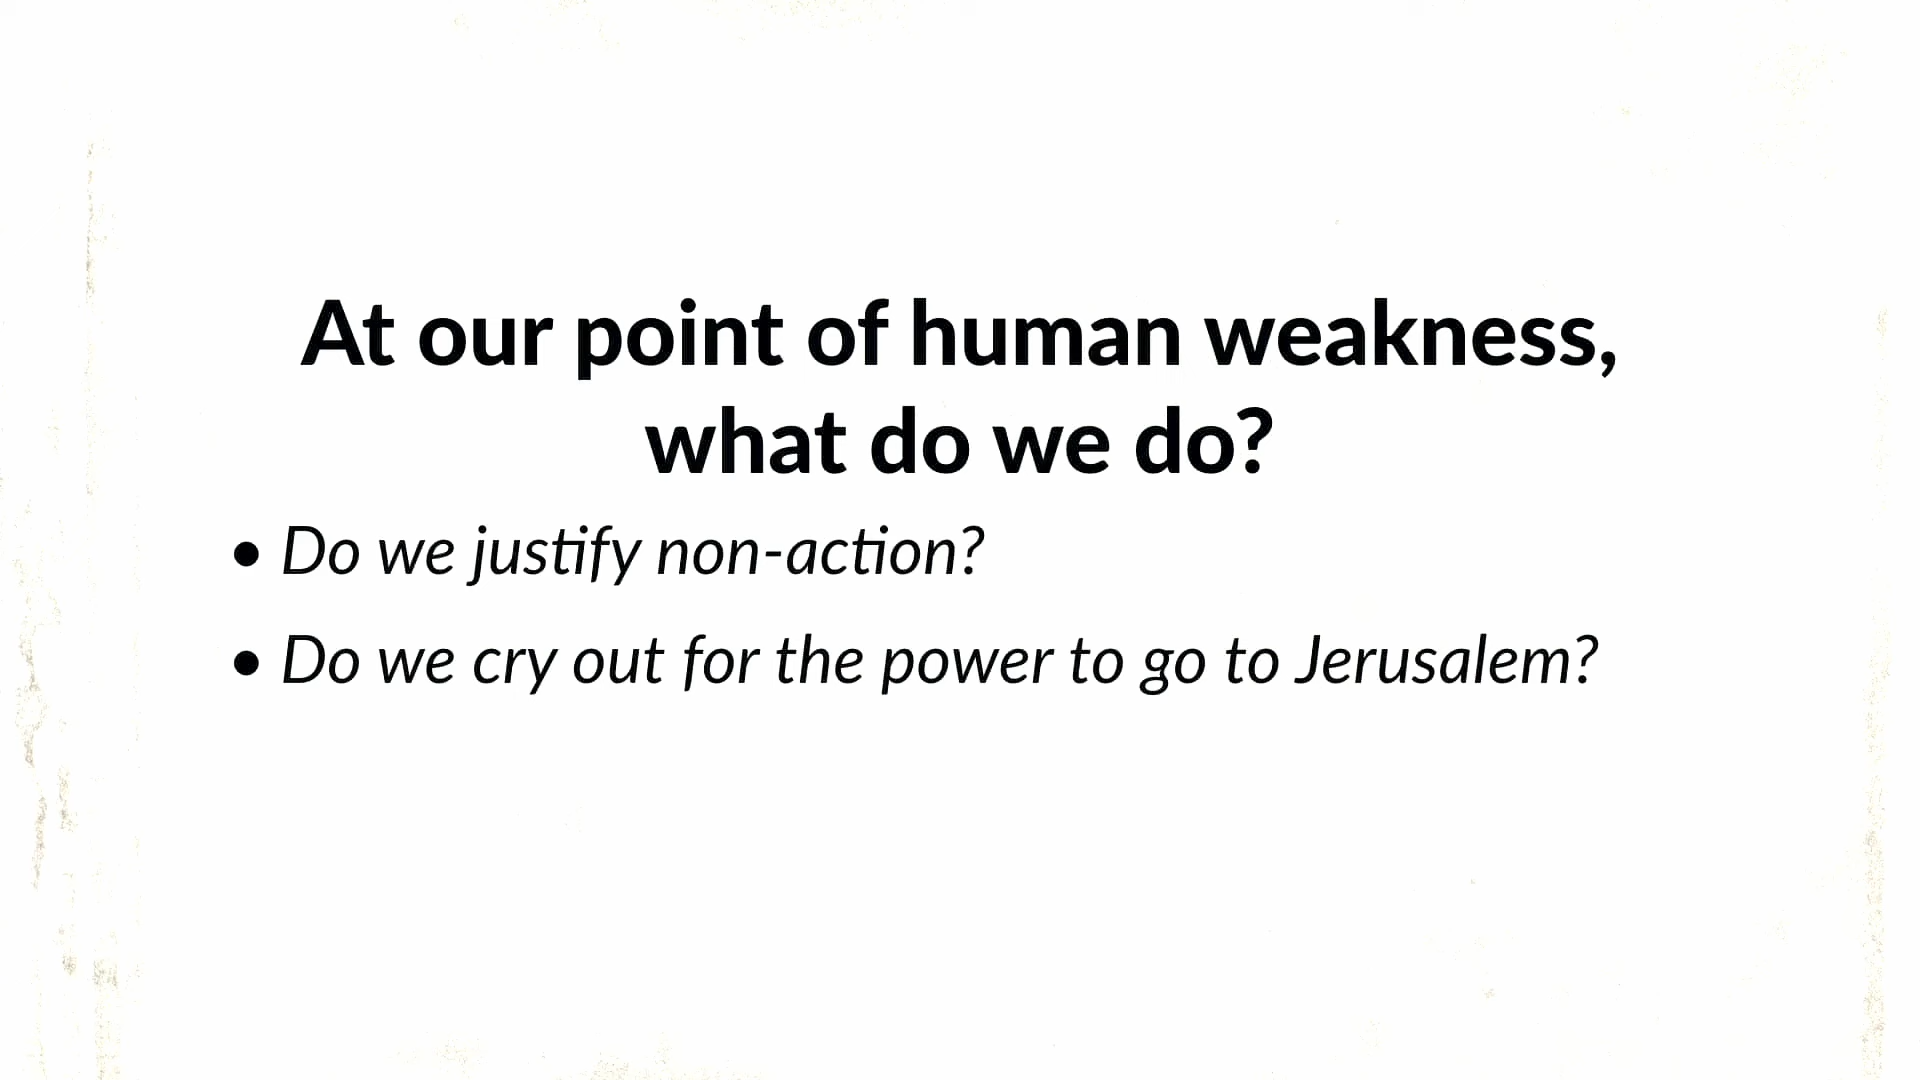 At our point of human weakness,
what do we do?
• Do we justify non-action?
• Do we cry out for the power to go to Jerusalem?